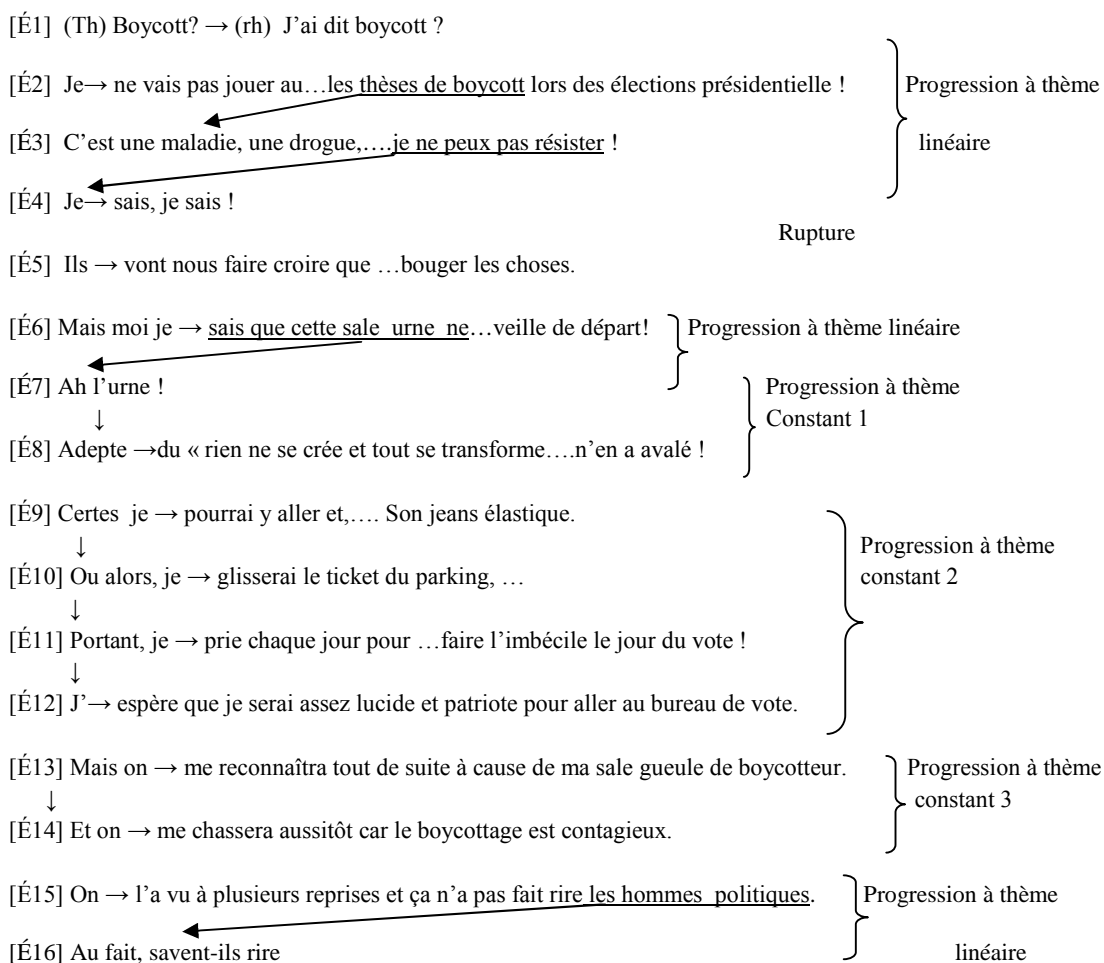 [É1] (Th) Boycott? → (rh) J’ai dit boycott ?
[É2] Je→ ne vais pas jouer au…les thèses de boycott lors des élections présidentielle ! Progression à thème
[É3] C’est une maladie, une drogue,….je ne peux pas résister ! linéaire
[É4] Je→ sais, je sais !
Rupture
[É5] Ils → vont nous faire croire que …bouger les choses.
[É6] Mais moi je → sais que cette sale urne ne…veille de départ! Progression à thème linéaire
[É7] Ah l’urne ! Progression à thème
↓ Constant 1
[É8] Adepte →du « rien ne se crée et tout se transforme….n’en a avalé !
[É9] Certes je → pourrai y aller et,…. Son jeans élastique.
↓ Progression à thème
[É10] Ou alors, je → glisserai le ticket du parking, … constant 2
↓
[É11] Portant, je → prie chaque jour pour …faire l’imbécile le jour du vote !
↓
[É12] J’→ espère que je serai assez lucide et patriote pour aller au bureau de vote.
[É13] Mais on → me reconnaîtra tout de suite à cause de ma sale gueule de boycotteur. Progression à thème
↓ constant 3
[É14] Et on → me chassera aussitôt car le boycottage est contagieux.
[É15] On → l’a vu à plusieurs reprises et ça n’a pas fait rire les hommes politiques. Progression à thème
[É16] Au fait, savent-ils rire linéaire